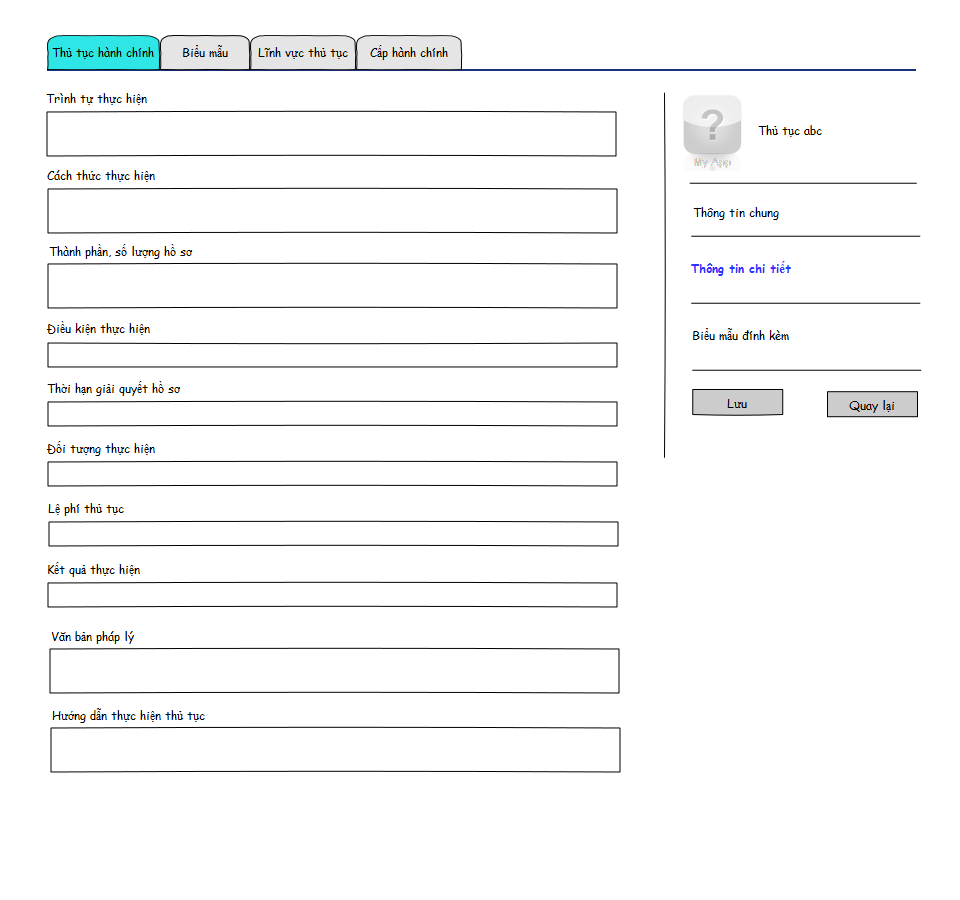 Thủ tục hành chính
Biểu mẫu
Lĩnh vực thủ tục
Cấp hành chính
Trình tự thực hiện
Cách thức thực hiện
Thành phần, số lượng hồ sơ
Điều kiện thực hiện
Thời hạn giải quyết hồ sơ
Đối tượng thực hiện
Lệ phí thủ tục
Kết quả thực hiện
Văn bản pháp lý
Hướng dẫn thực hiện thủ tục
?
My App
Thủ tục abc
Thông tin chung
Thông tin chi tiết
Biểu mẫu đính kèm
Lưu
Quay lại